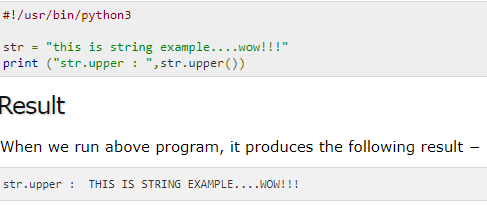 #!/usr/bin/python3
str = "this is string example....wow!!!"
print ("str.upper : ",str.upper())
Result
When we run above program, it produces the following result −
str.upper :  THIS IS STRING EXAMPLE....WOW!!!